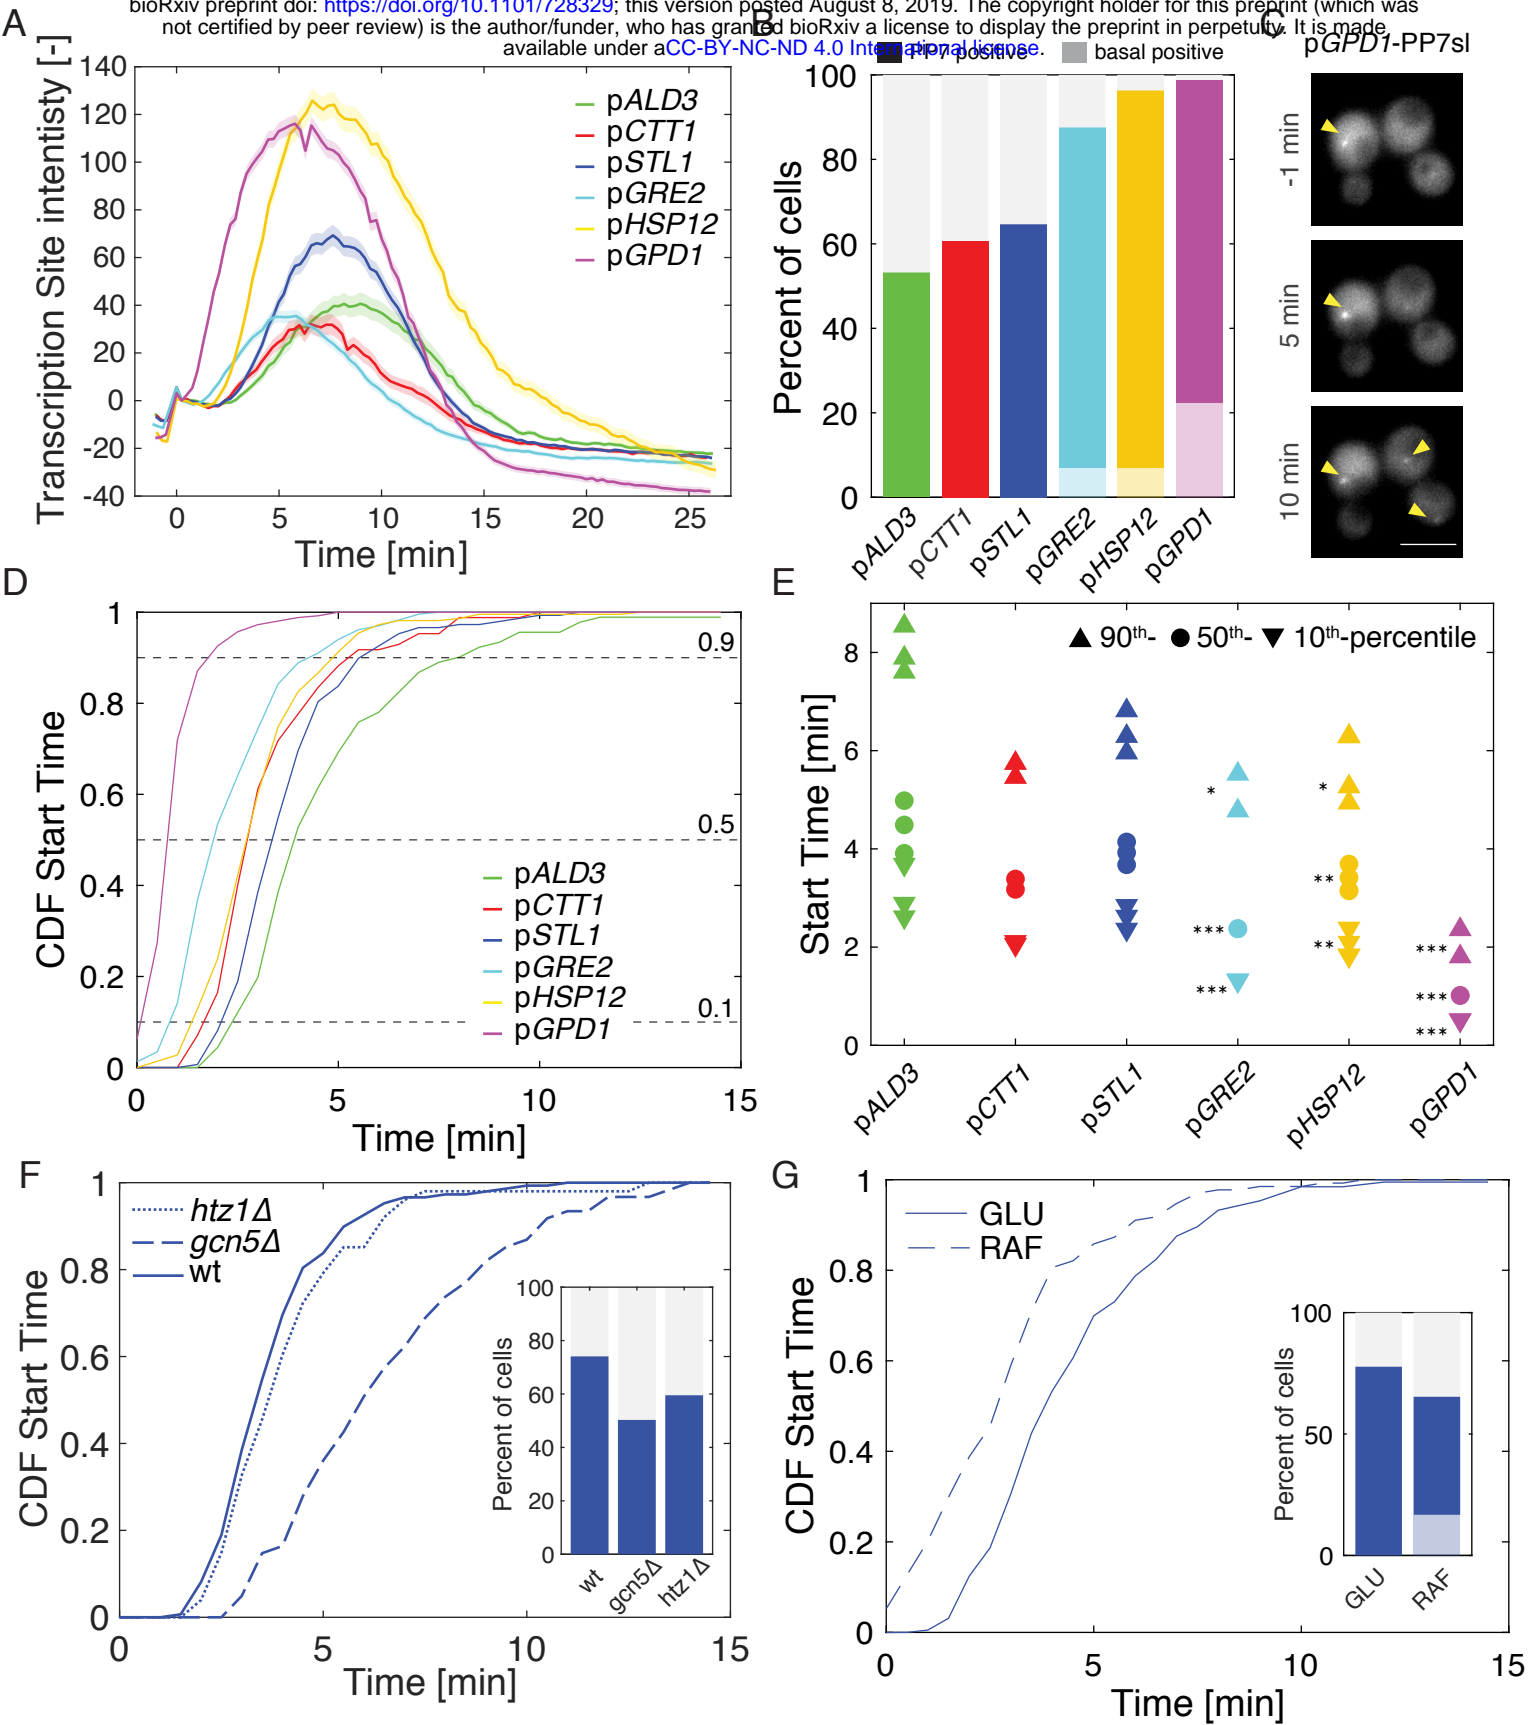 bioRxiv preprint doi: https://doi.org/10.1101/728329; this version posted August 8, 2019. The copyright holder for this preprint (which was
not certified by peer review) is the author/funder, who has granted bioRxiv a license to display the preprint in perpetuity. It is made
available under aCC-BY-NC-ND 4.0 International license.
A
Transcription Site intentisty [-]
140
120
100
80
60
40
20
0
-20
-40
0 5 10 15 20 25
Time [min]
pALD3
pCTT1
pSTL1
pGRE2
pHSP12
pGPD1
B
PP7 positive basal positive
Percent of cells
100
80
60
40
20
0
pALD3 pCTT1 pSTL1 pGRE2 pHSP12 pGPD1
C
pGPD1-PP7sl
-1 min
5 min
10 min
D
CDF Start Time
1
0.8
0.6
0.4
0.2
0
0.9
0.5
0.1
pALD3
pCTT1
pSTL1
pGRE2
pHSP12
pGPD1
0 5 10 15
Time [min]
E
Start Time [min]
8
6
4
2
0
90th- 50th- 10th-percentile
*
***
***
*
**
**
***
***
***
pALD3 pCTT1 pSTL1 pGRE2 pHSP12 pGPD1
F
CDF Start Time
1
0.8
0.6
0.4
0.2
0
htz1Δ
gcn5Δ
wt
Percent of cells
100
80
60
40
20
0
wt gcn5Δ htz1Δ
0 5 10 15
Time [min]
G
CDF Start Time
1
0.8
0.6
0.4
0.2
0
GLU
RAF
Percent of cells
100
50
0
GLU RAF
0 5 10 15
Time [min]